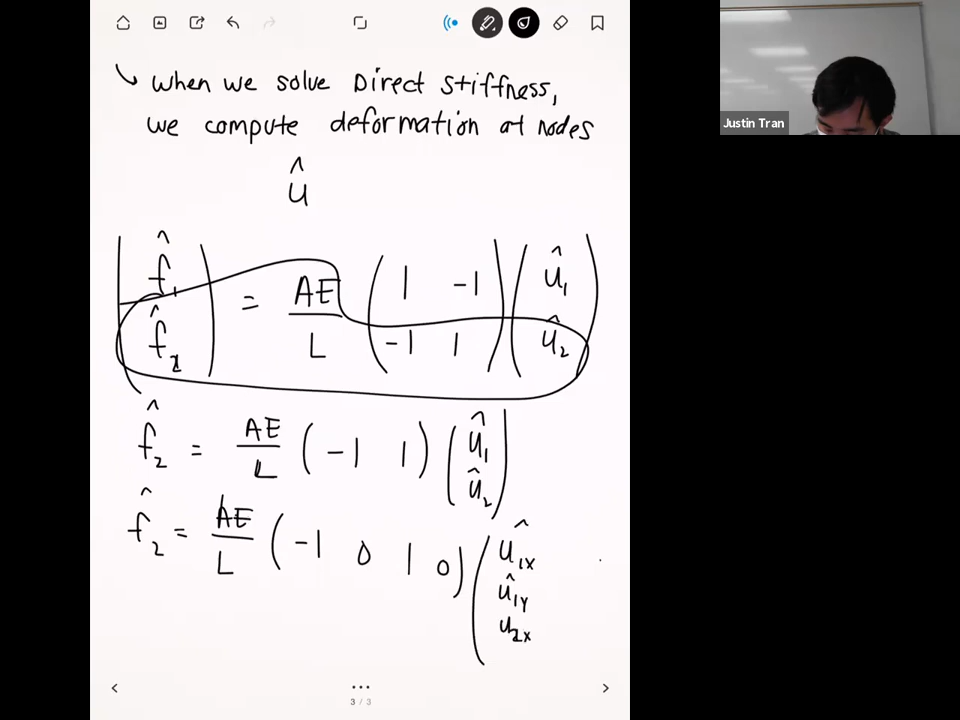 when we solve Direct stiffness,
we compute deformation at nodes
û
( f̂₁ f̂₂ ) = AE/L ( 1 -1 -1 1 ) ( û₁ û₂ )
f̂₂ = AE/L ( -1 1 ) ( û₁ û₂ )
f̂₂ = AE/L ( -1 0 1 0 ) ( û₁ₓ û₁Y u₂ₓ
3 / 3
Justin Tran